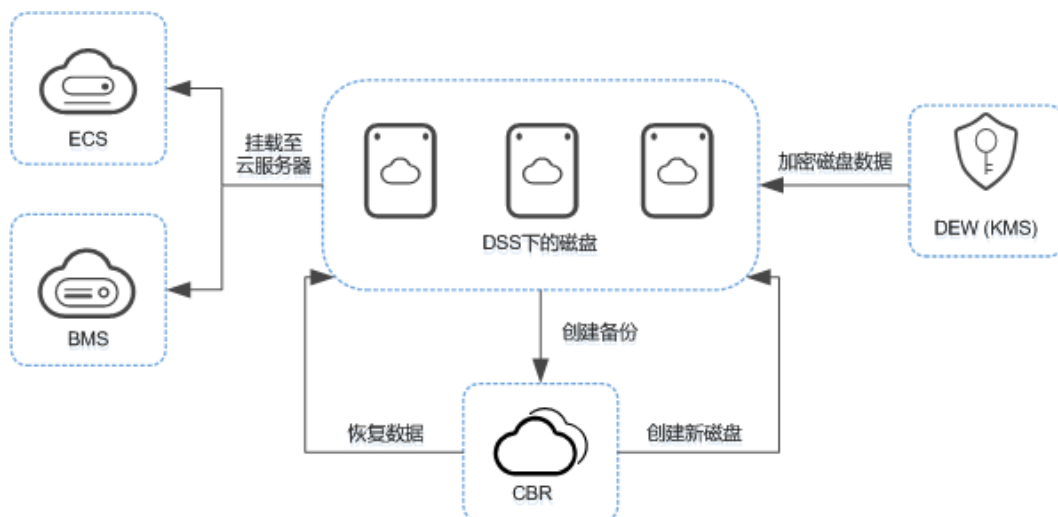 ECS
挂载至
云服务器
BMS
DSS下的磁盘
加密磁盘数据
DEW (KMS)
创建备份
恢复数据
创建新磁盘
CBR